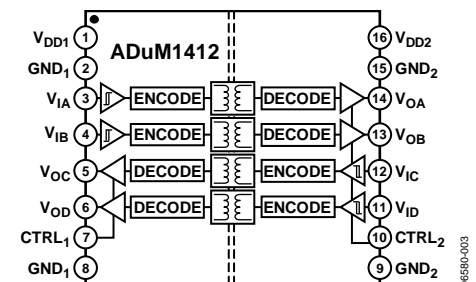 ADuM1412
VDD1 1 16 VDD2
GND1 2 15 GND2
VIA 3 ENCODE DECODE 14 VOA
VIB 4 ENCODE DECODE 13 VOB
VOC 5 DECODE ENCODE 12 VIC
VOD 6 DECODE ENCODE 11 VID
CTRL1 7 10 CTRL2
GND1 8 9 GND2
06580-003